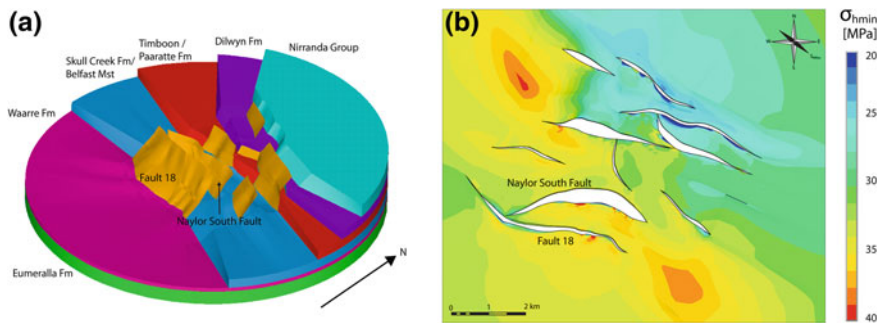 (a)
Dilwyn Fm
Timboon /
Paaratte Fm
Nirranda Group
Skull Creek Fm/
Belfast Mst
Waarre Fm
Fault 18
Naylor South Fault
Eumeralla Fm
N
(b)
σhmin
[MPa]
N
20
25
30
35
40
Naylor South Fault
Fault 18
0 1 2 km